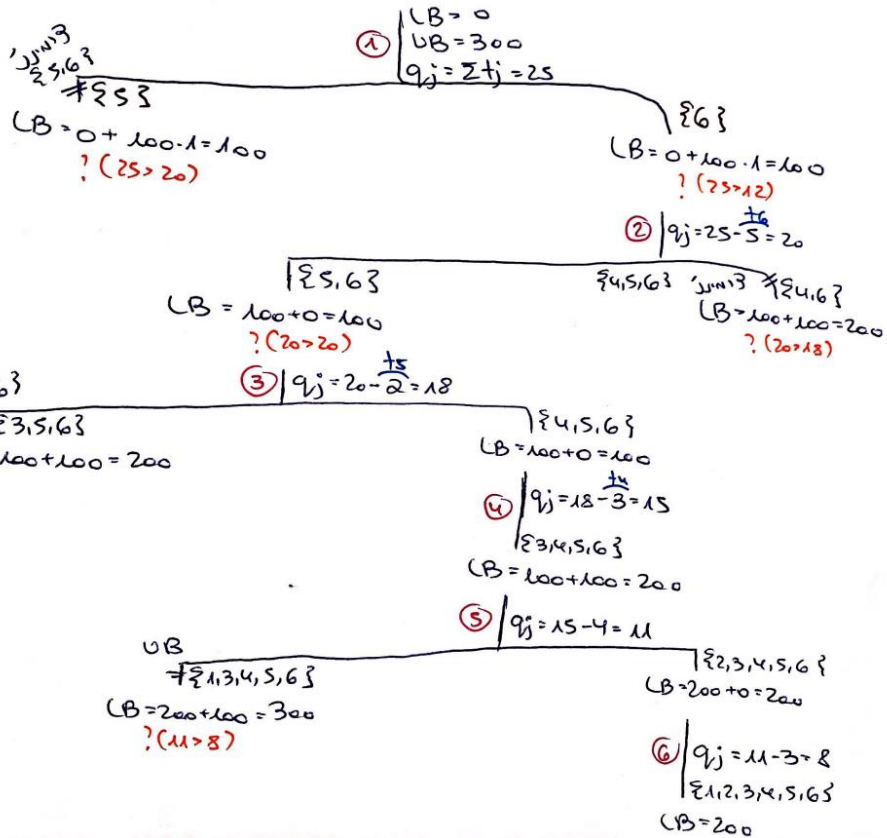 ① LB=0
UB=300
qj=Σtj=25
{5,6}
*{5}
LB=0+100·1=100
?(25>20)
{6}
LB=0+100·1=100
?(25>12)
② qj=25-5=20
t6
{5,6}
LB=100+0=100
?(20>20)
{4,5,6}
*{4,6}
LB=100+100=200
?(20>18)
③ qj=20-2=18
t5
{3,5,6}
100+100=200
{4,5,6}
LB=100+0=100
④ qj=18-3=15
t4
{3,4,5,6}
LB=100+100=200
⑤ qj=15-4=11
UB
*{1,3,4,5,6}
LB=200+100=300
?(11>8)
{2,3,4,5,6}
LB=200+0=200
⑥ qj=11-3=8
{1,2,3,4,5,6}
LB=200